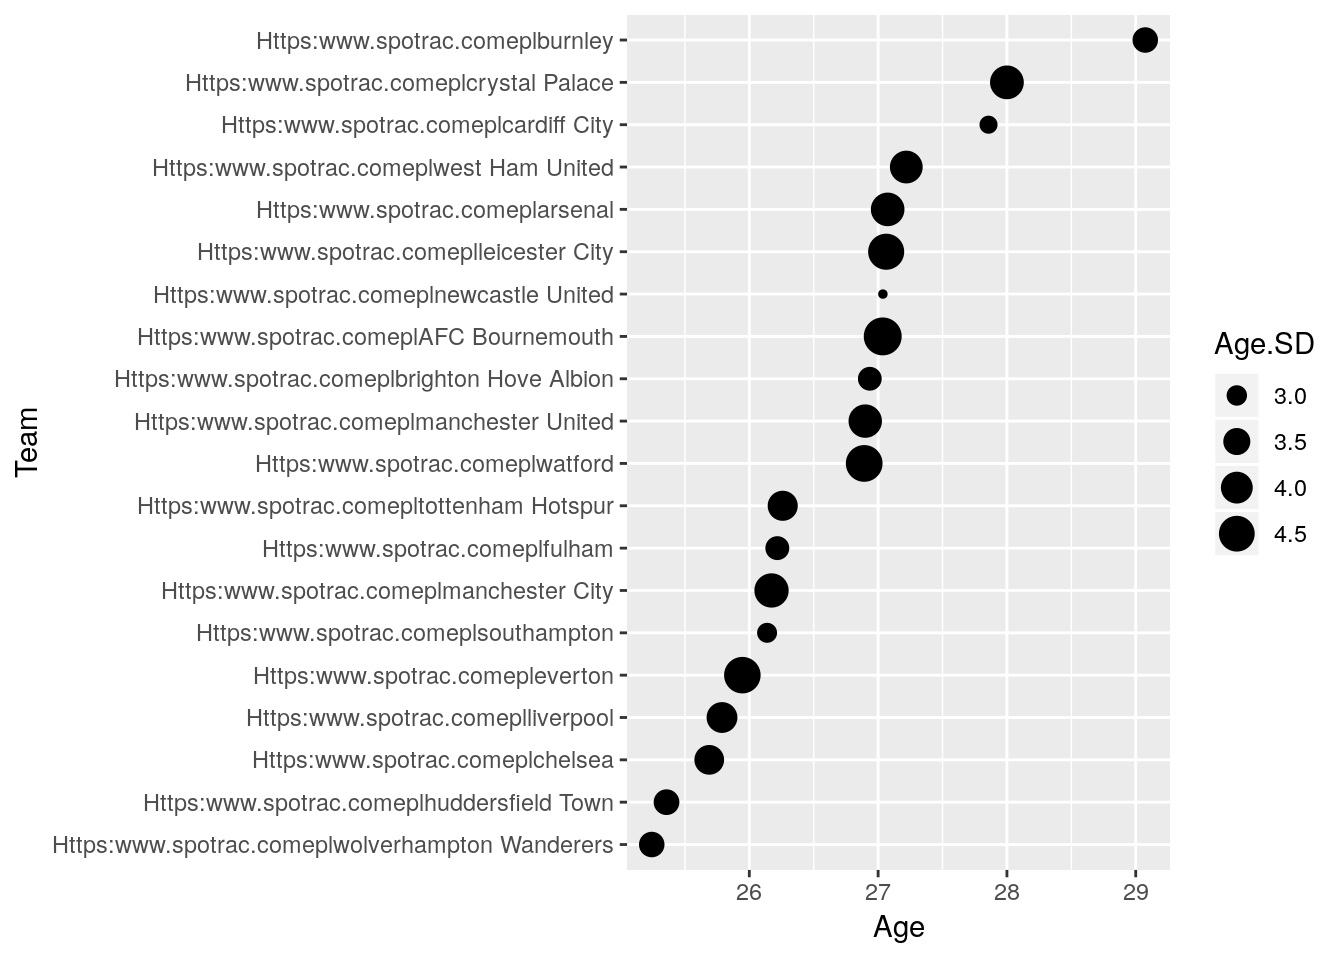 Https:www.spotrac.comeplburnley
Https:www.spotrac.comeplcrystal Palace
Https:www.spotrac.comeplcardiff City
Https:www.spotrac.comeplwest Ham United
Https:www.spotrac.comeplarsenal
Https:www.spotrac.comeplleicester City
Https:www.spotrac.comeplnewcastle United
Https:www.spotrac.comeplAFC Bournemouth
Https:www.spotrac.comeplbrighton Hove Albion
Https:www.spotrac.comeplmanchester United
Https:www.spotrac.comeplwatford
Https:www.spotrac.comepltottenham Hotspur
Https:www.spotrac.comeplfulham
Https:www.spotrac.comeplmanchester City
Https:www.spotrac.comeplsouthampton
Https:www.spotrac.comepleverton
Https:www.spotrac.comeplliverpool
Https:www.spotrac.comeplchelsea
Https:www.spotrac.comeplhuddersfield Town
Https:www.spotrac.comeplwolverhampton Wanderers
Team
26 27 28 29
Age
Age.SD
3.0
3.5
4.0
4.5